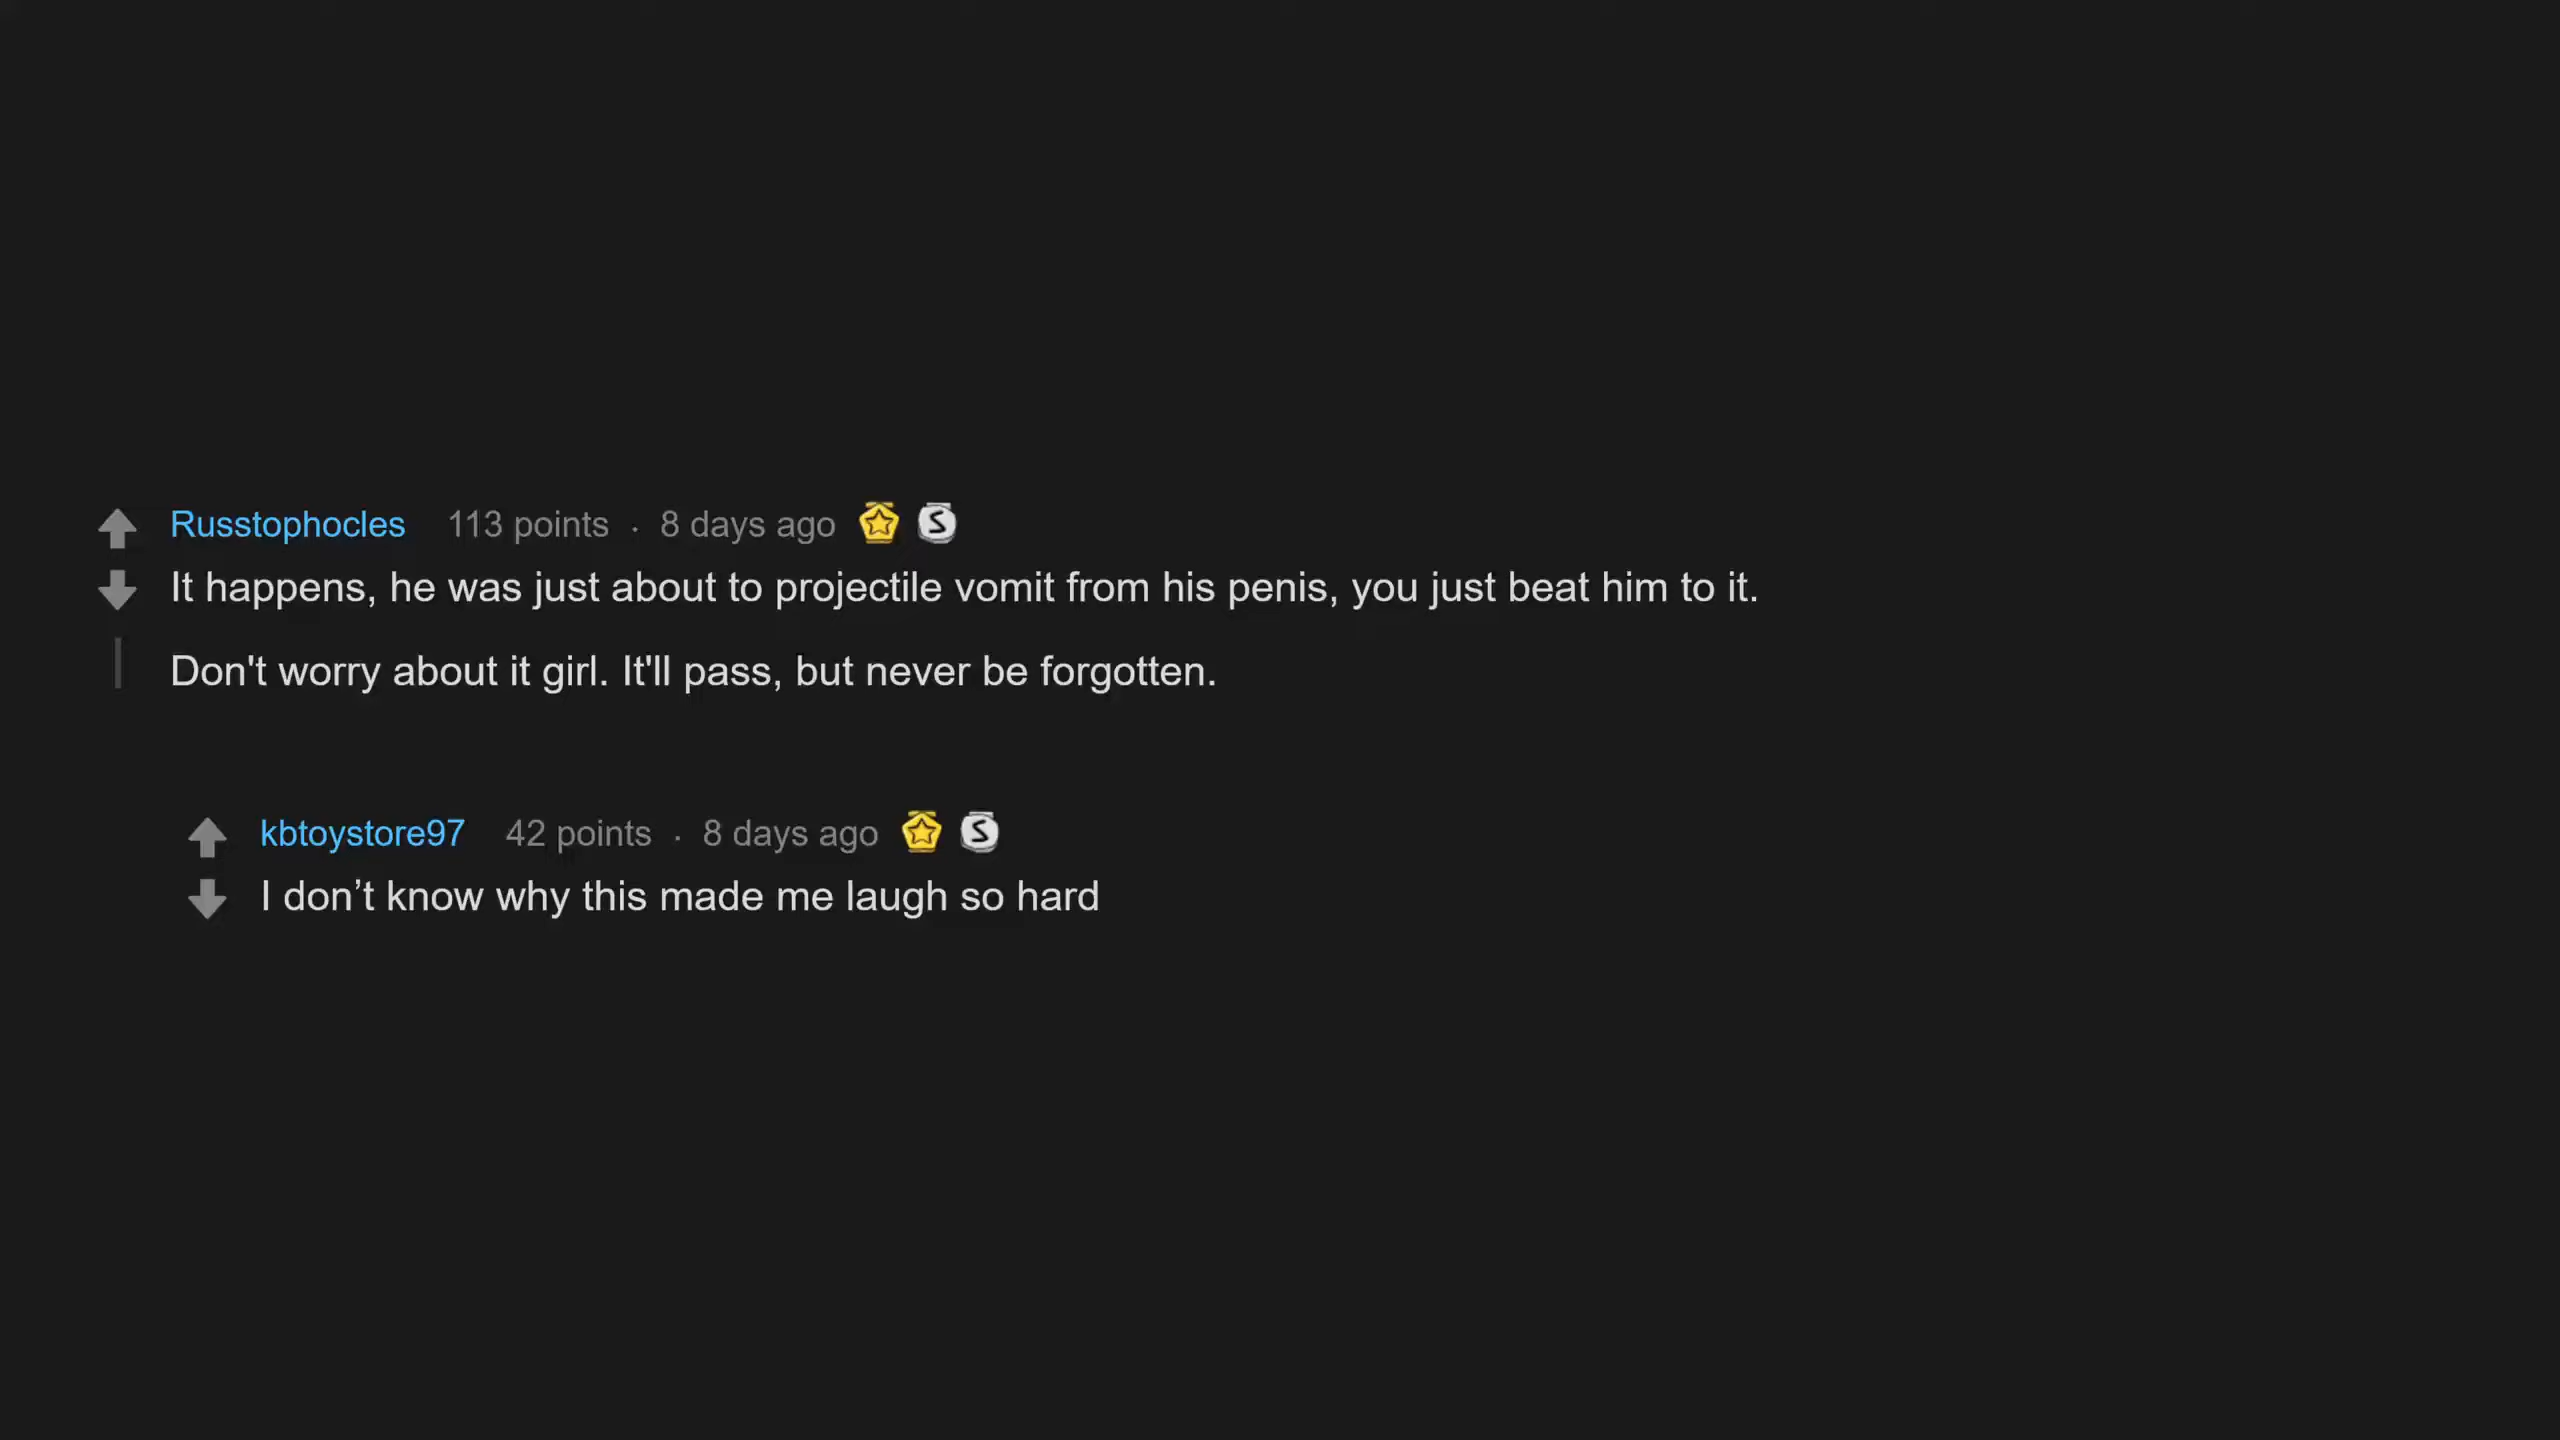 Russtophocles 113 points . 8 days ago
It happens, he was just about to projectile vomit from his penis, you just beat him to it.
Don't worry about it girl. It'll pass, but never be forgotten.
kbtoystore97 42 points . 8 days ago
I don’t know why this made me laugh so hard